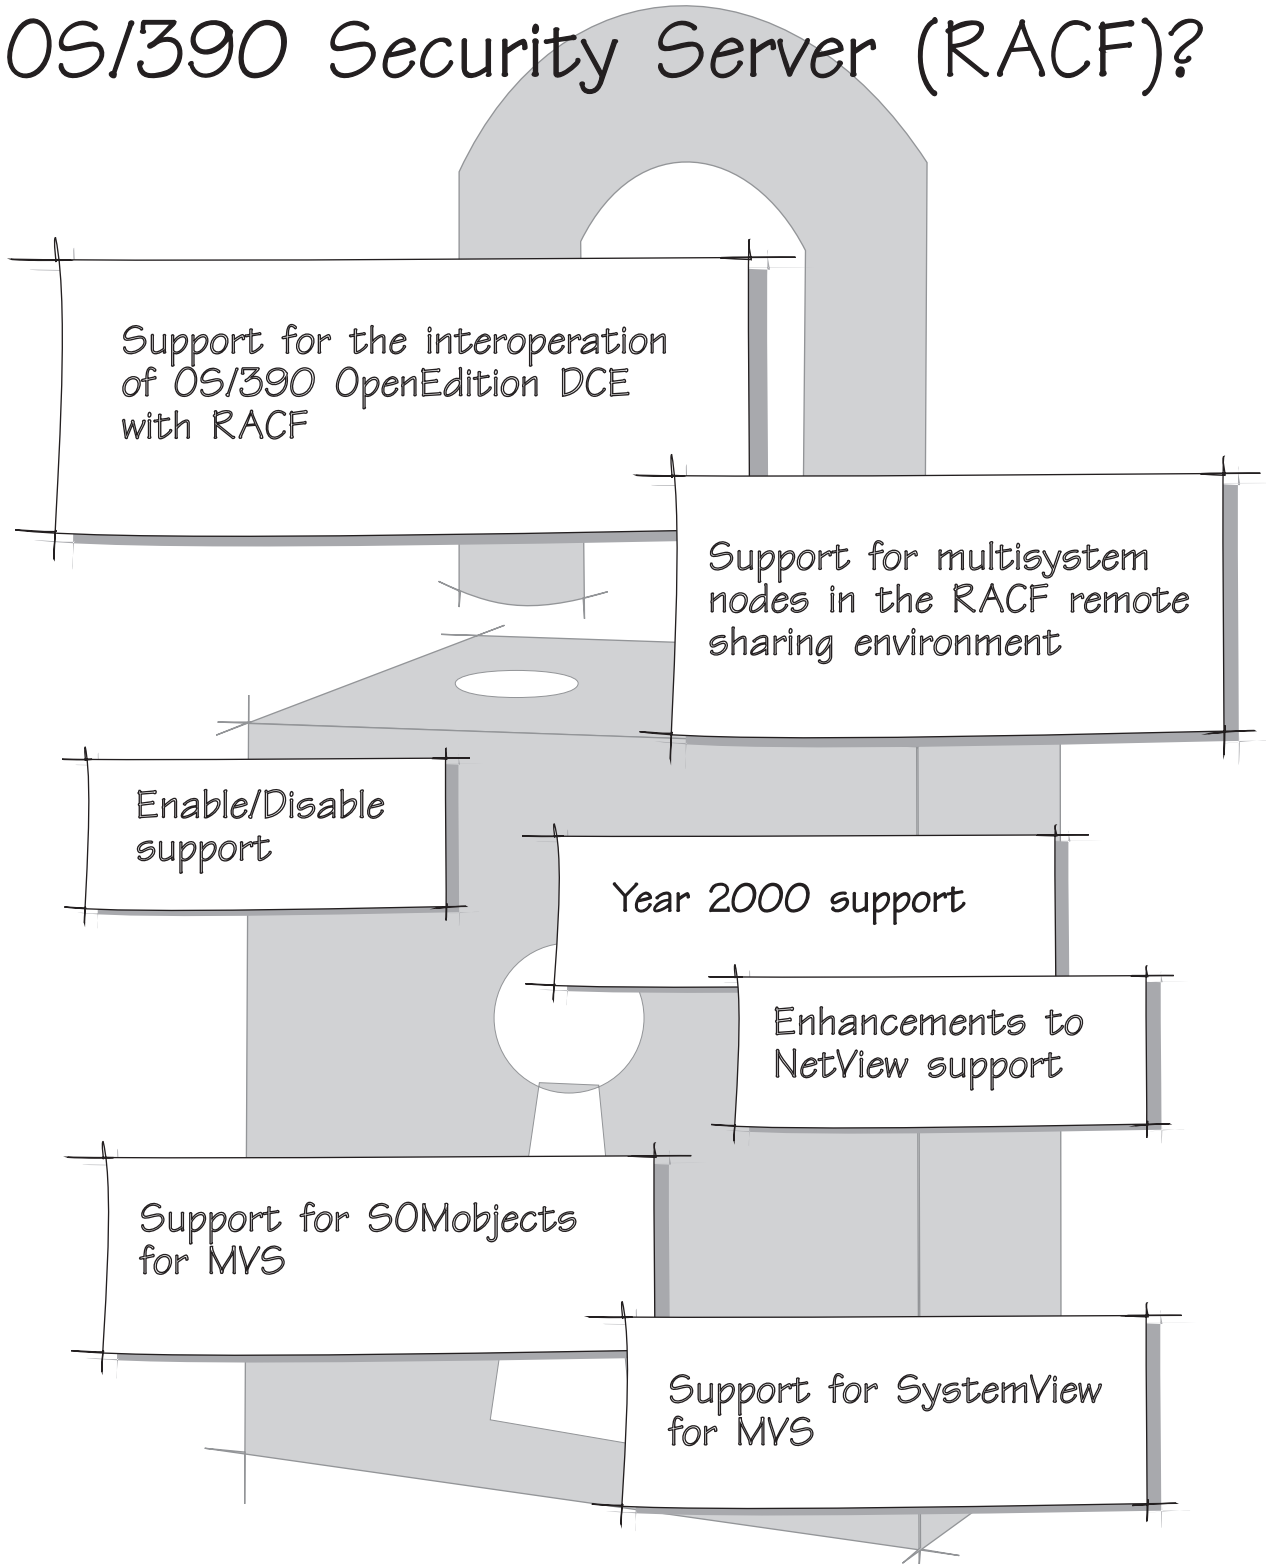 OS/390 Security Server (RACF)?
Support for the interoperation
of OS/390 OpenEdition DCE
with RACF
Support for multisystem
nodes in the RACF remote
sharing environment
Enable/Disable
support
Year 2000 support
Enhancements to
NetView support
Support for SOMobjects
for MVS
Support for SystemView
for MVS